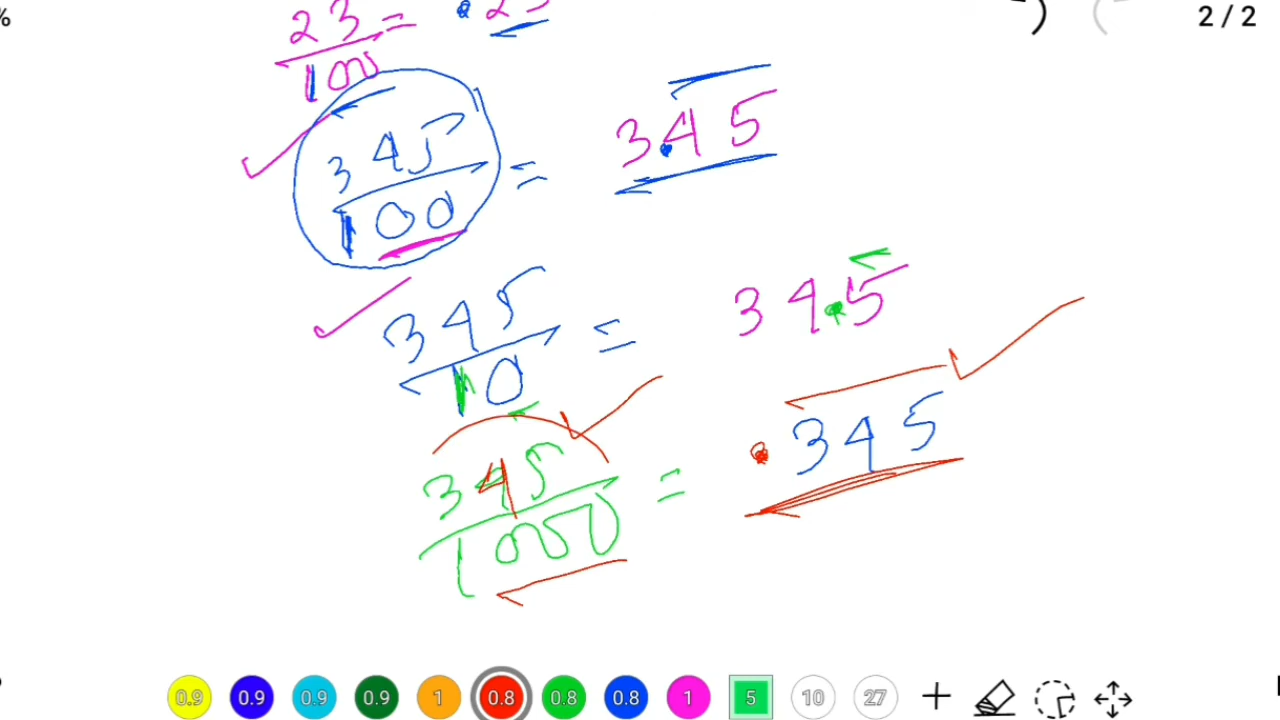 %
23/100 = .23
2 / 2
345/100 = 3.45
345/10 = 34.5
345/1000 = .345
0.9 0.9 0.9 0.9 1 0.8 0.8 0.8 1 5 10 27